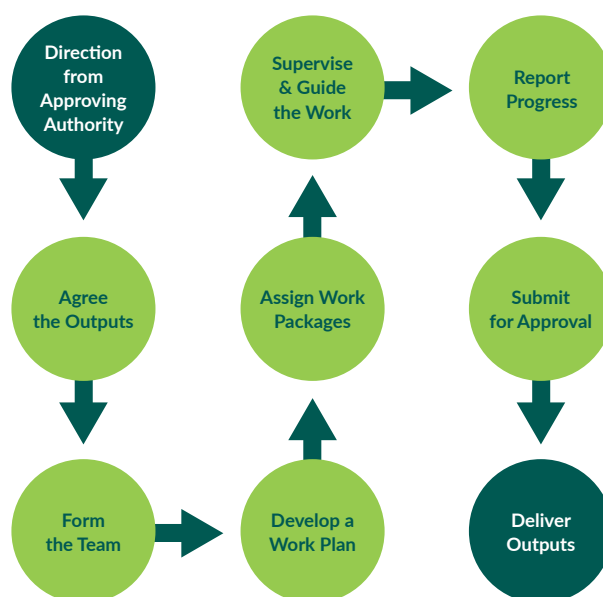 Direction
from
Approving
Authority
Agree
the Outputs
Form
the Team
Develop a
Work Plan
Assign Work
Packages
Supervise
& Guide
the Work
Report
Progress
Submit
for Approval
Deliver
Outputs